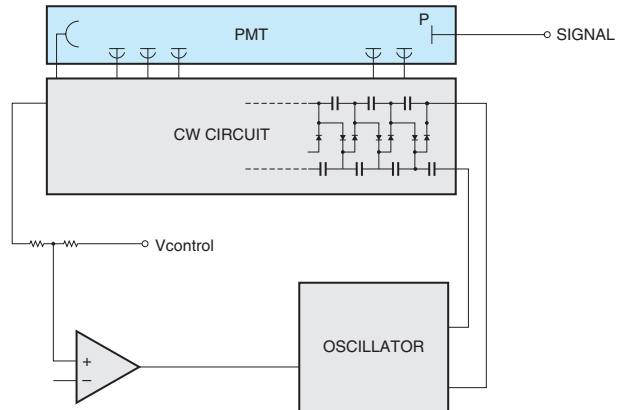 PMT
P
SIGNAL
CW CIRCUIT
Vcontrol
OSCILLATOR
+
−